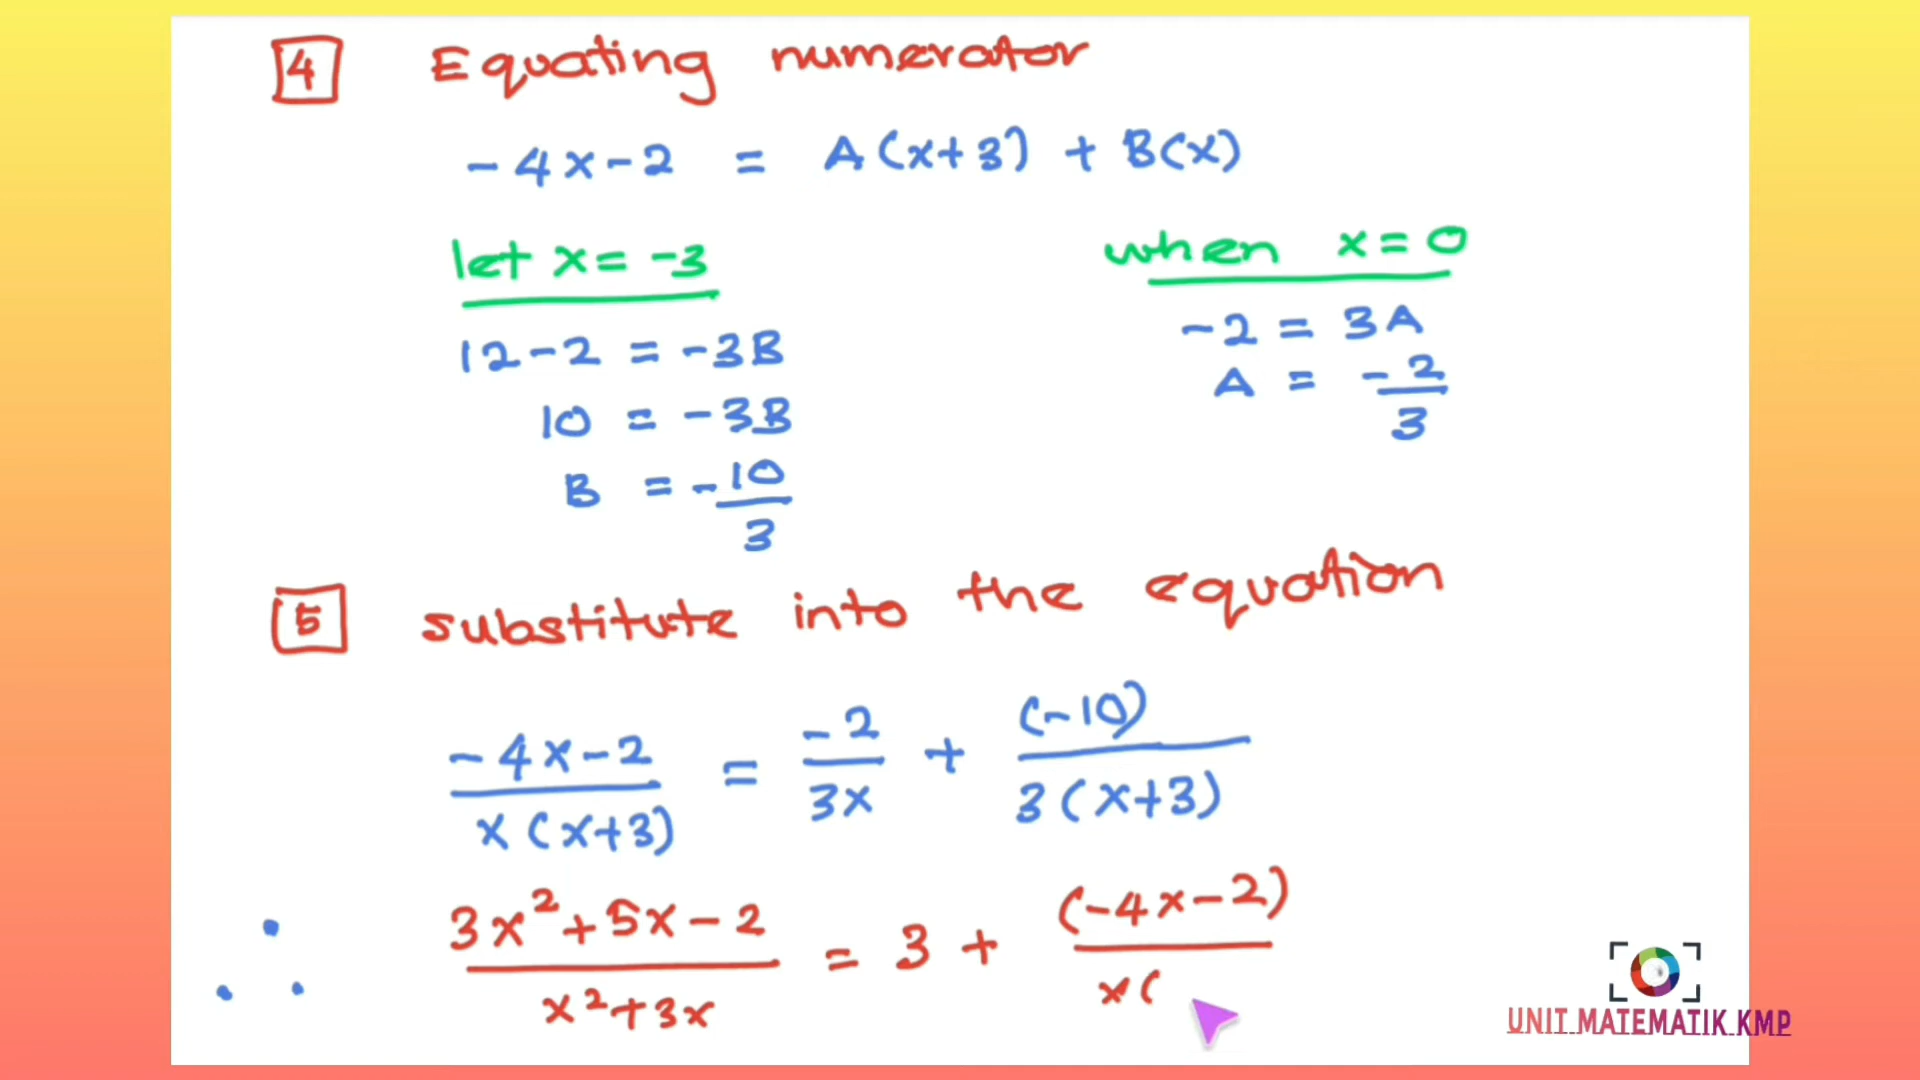 4 Equating numerator
-4x-2 = A(x+3) + B(x)
let x = -3
12-2 = -3B
10 = -3B
B = -10/3
when x = 0
-2 = 3A
A = -2/3
5 substitute into the equation
(-4x-2)/(x(x+3)) = -2/(3x) + (-10)/(3(x+3))
∴ (3x²+5x-2)/(x²+3x) = 3 + (-4x-2)/(x(
UNIT MATEMATIK KMP